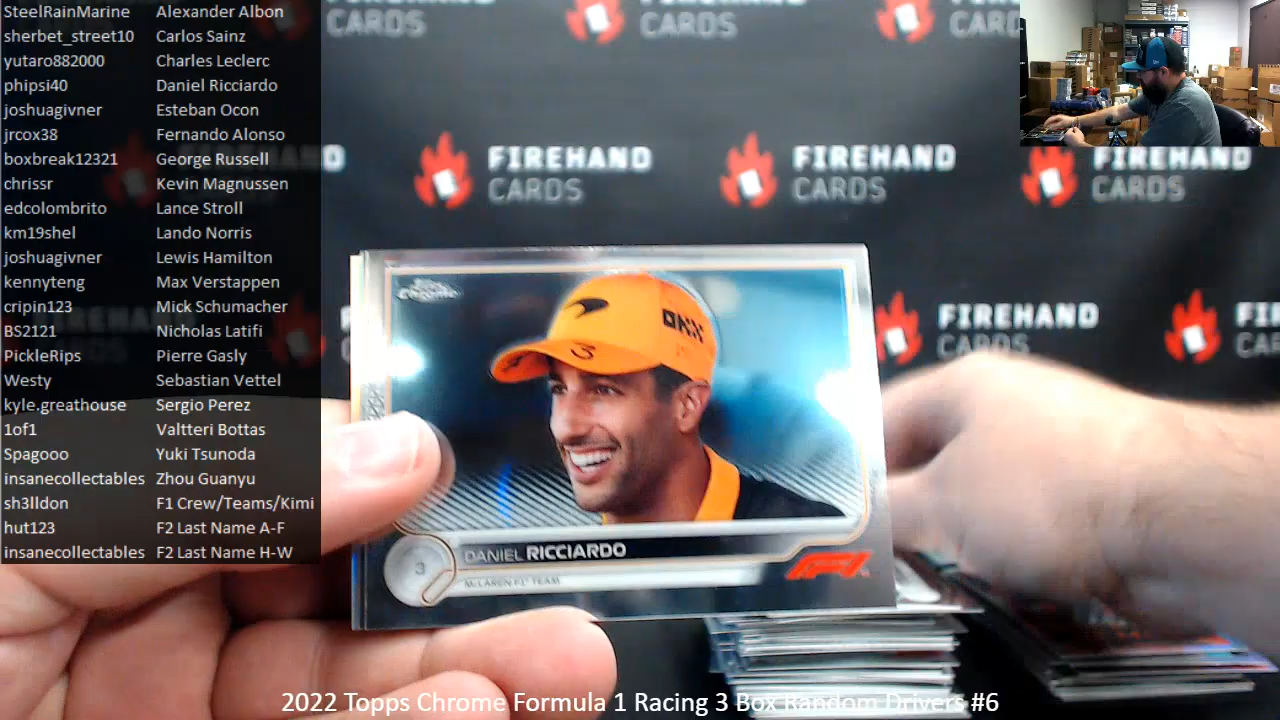 SteelRainMarine Alexander Albon
sherbet_street10 Carlos Sainz
yutaro882000 Charles Leclerc
phipsi40 Daniel Ricciardo
joshuagivner Esteban Ocon
jrcox38 Fernando Alonso
boxbreak12321 George Russell
chrissr Kevin Magnussen
edcolombrito Lance Stroll
km19shel Lando Norris
joshuagivner Lewis Hamilton
kennyteng Max Verstappen
cripin123 Mick Schumacher
BS2121 Nicholas Latifi
PickleRips Pierre Gasly
Westy Sebastian Vettel
kyle.greathouse Sergio Perez
1of1 Valtteri Bottas
Spagooo Yuki Tsunoda
insanecollectables Zhou Guanyu
sh3lldon F1 Crew/Teams/Kimi
hut123 F2 Last Name A-F
insanecollectables F2 Last Name H-W
CARDS
CARDS
FIREHAND
CARDS
FIREHAND
CARDS
FIREHAND
CARDS
FIREHAND
CARDS
Topps
Chrome
3
DANIEL RICCIARDO
3
McLAREN F1 TEAM
F1
2022 Topps Chrome Formula 1 Racing 3 Box Random Drivers #6